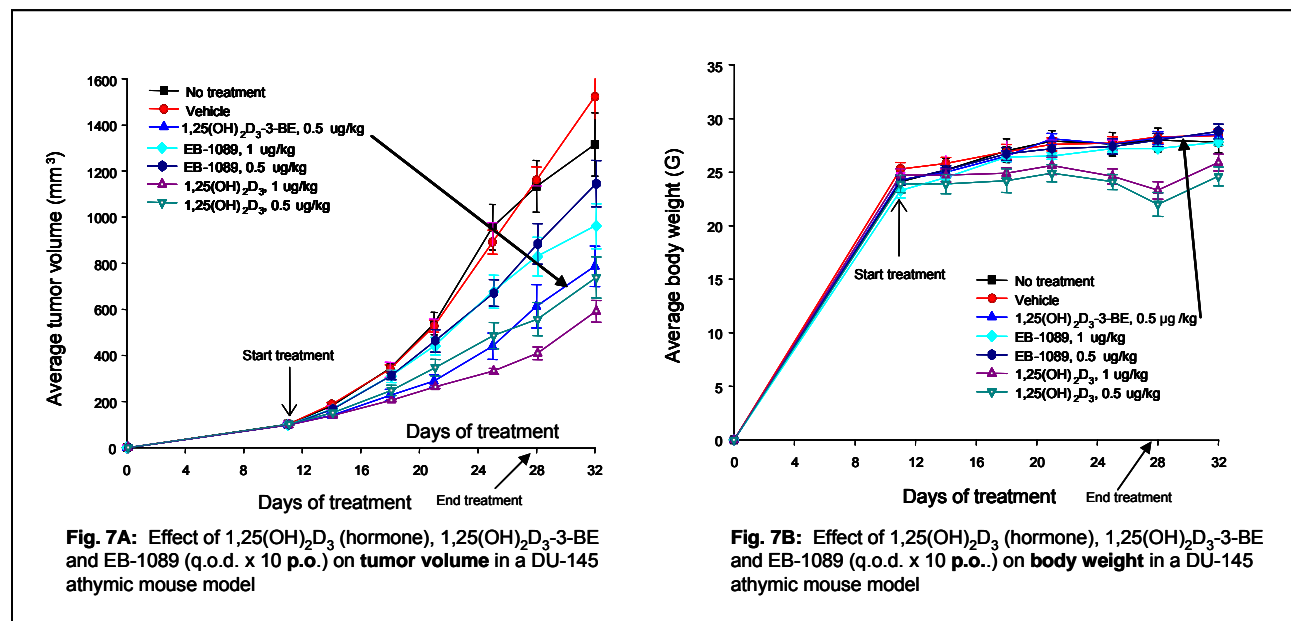 1600
1400
1200
1000
800
600
400
200
0
Average tumor volume (mm 3)
No treatment
Vehicle
1,25(OH)2D3-3-BE, 0.5 ug/kg
EB-1089, 1 ug/kg
EB-1089, 0.5 ug/kg
1,25(OH)2D3, 1 ug/kg
1,25(OH)2D3, 0.5 ug/kg
Start treatment
Days of treatment
0 4 8 12 16 20 24 28 32
Days of treatment
End treatment
Fig. 7A: Effect of 1,25(OH)2D3 (hormone), 1,25(OH)2D3-3-BE
and EB-1089 (q.o.d. x 10 p.o.) on tumor volume in a DU-145
athymic mouse model
35
30
25
20
15
10
5
0
Average body weight (G)
Start treatment
No treatment
Vehicle
1,25(OH)2D3-3-BE, 0.5 µg /kg
EB-1089, 1 ug/kg
EB-1089, 0.5 ug/kg
1,25(OH)2D3, 1 ug/kg
1,25(OH)2D3, 0.5 ug/kg
0 4 8 12 16 20 24 28 32
Days of treatment
End treatment
Fig. 7B: Effect of 1,25(OH)2D3 (hormone), 1,25(OH)2D3-3-BE
and EB-1089 (q.o.d. x 10 p.o..) on body weight in a DU-145
athymic mouse model